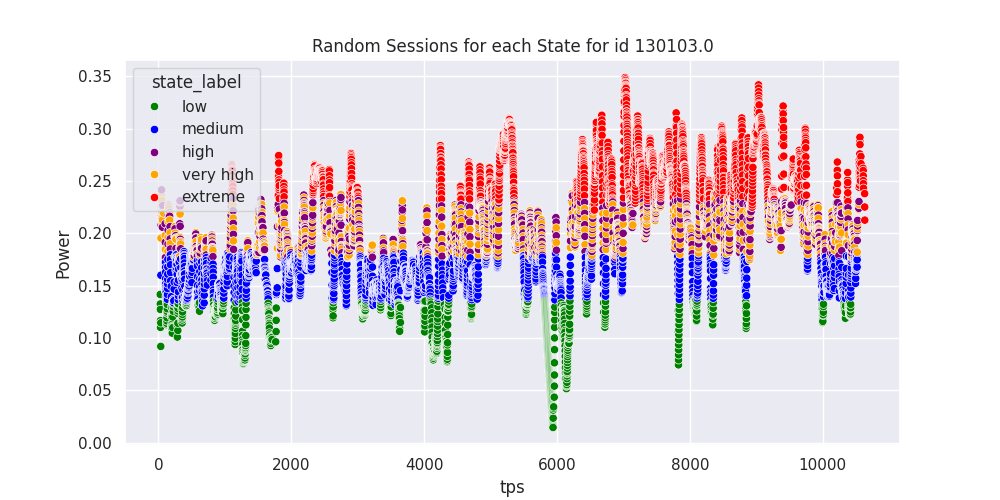 Random Sessions for each State for id 130103.0
state_label
low
medium
high
very high
extreme
Power
0.35
0.30
0.25
0.20
0.15
0.10
0.05
0.00
0 2000 4000 6000 8000 10000
tps